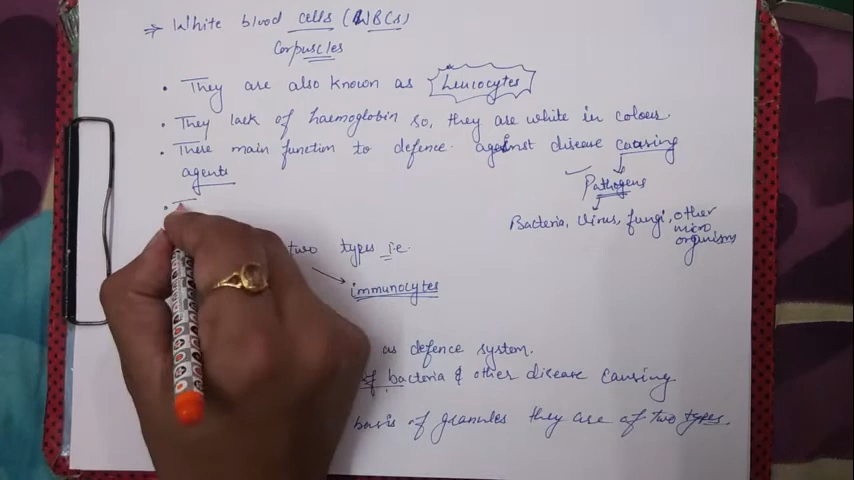 ⇒ White blood cells (WBCs)
Corpuscles
• They are also known as Leucocytes
• They lack of haemoglobin so, they are white in colour.
• There main function to defence. against disease causing
agents
Pathogens
Bacteria, Virus, fungi, other
micro
organisms
two types i.e.
immunocytes
as defence system.
of bacteria & other disease causing
basis of granules they are of two types.